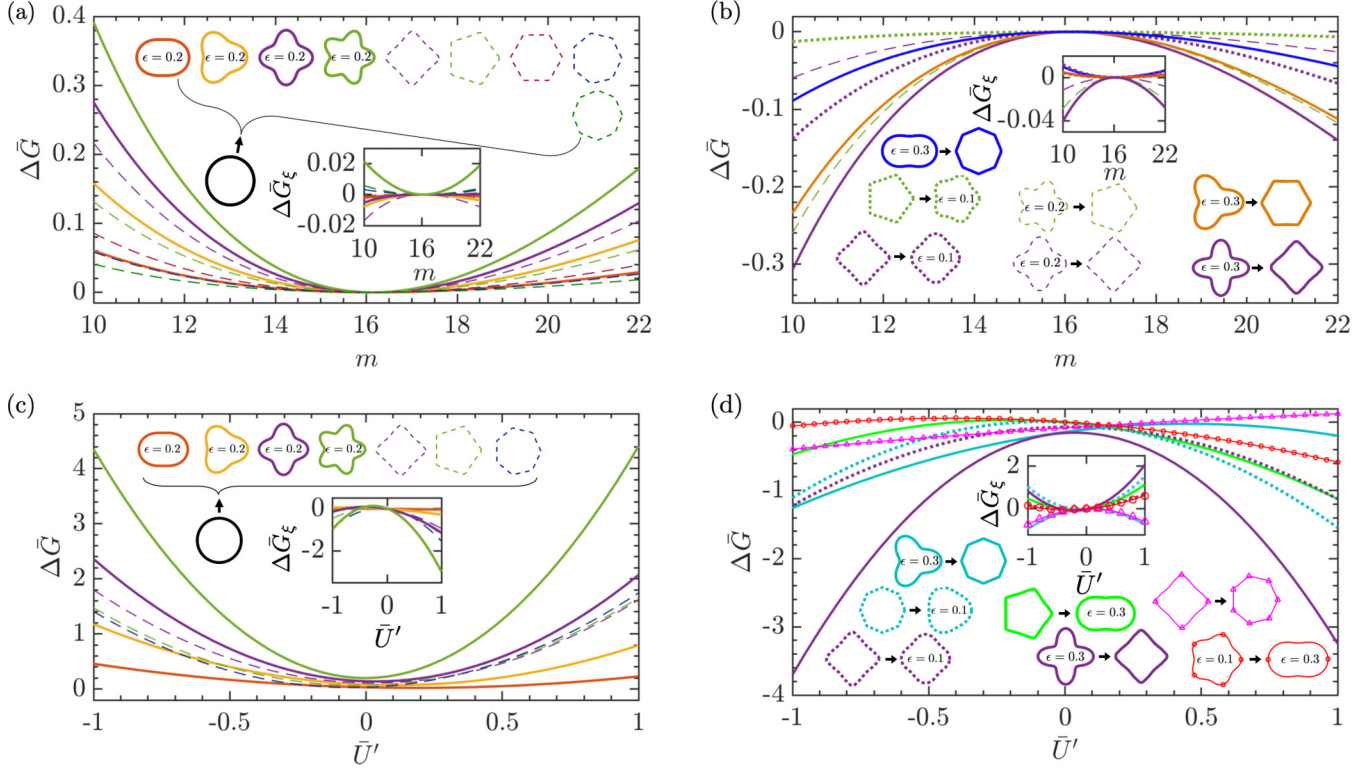 (a)
0.4
0.3
0.2
0.1
0
ΔḠ
ϵ = 0.2
ϵ = 0.2
ϵ = 0.2
ϵ = 0.2
0.02
0
-0.02
ΔḠξ
10 16 22
m
10 12 14 16 18 20 22
m
(b)
0
-0.1
-0.2
-0.3
ΔḠ
0
-0.04
ΔḠξ
10 16 22
m
ϵ = 0.3
ϵ = 0.1
ϵ = 0.2
ϵ = 0.3
ϵ = 0.1
ϵ = 0.2
ϵ = 0.3
10 12 14 16 18 20 22
m
(c)
5
4
3
2
1
0
ΔḠ
ϵ = 0.2
ϵ = 0.2
ϵ = 0.2
ϵ = 0.2
0
-2
ΔḠξ
-1 0 1
Ū′
-1 -0.5 0 0.5 1
Ū′
(d)
0
-1
-2
-3
-4
ΔḠ
2
0
ΔḠξ
-1 0 1
Ū′
ϵ = 0.3
ϵ = 0.1
ϵ = 0.3
ϵ = 0.1
ϵ = 0.3
ϵ = 0.1
ϵ = 0.3
-1 -0.5 0 0.5 1
Ū′